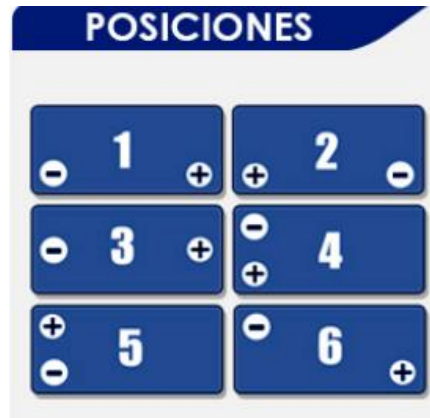 POSICIONES
- 1 +
+ 2 -
- 3 +
- 4 +
+ 5 -
- 6 +